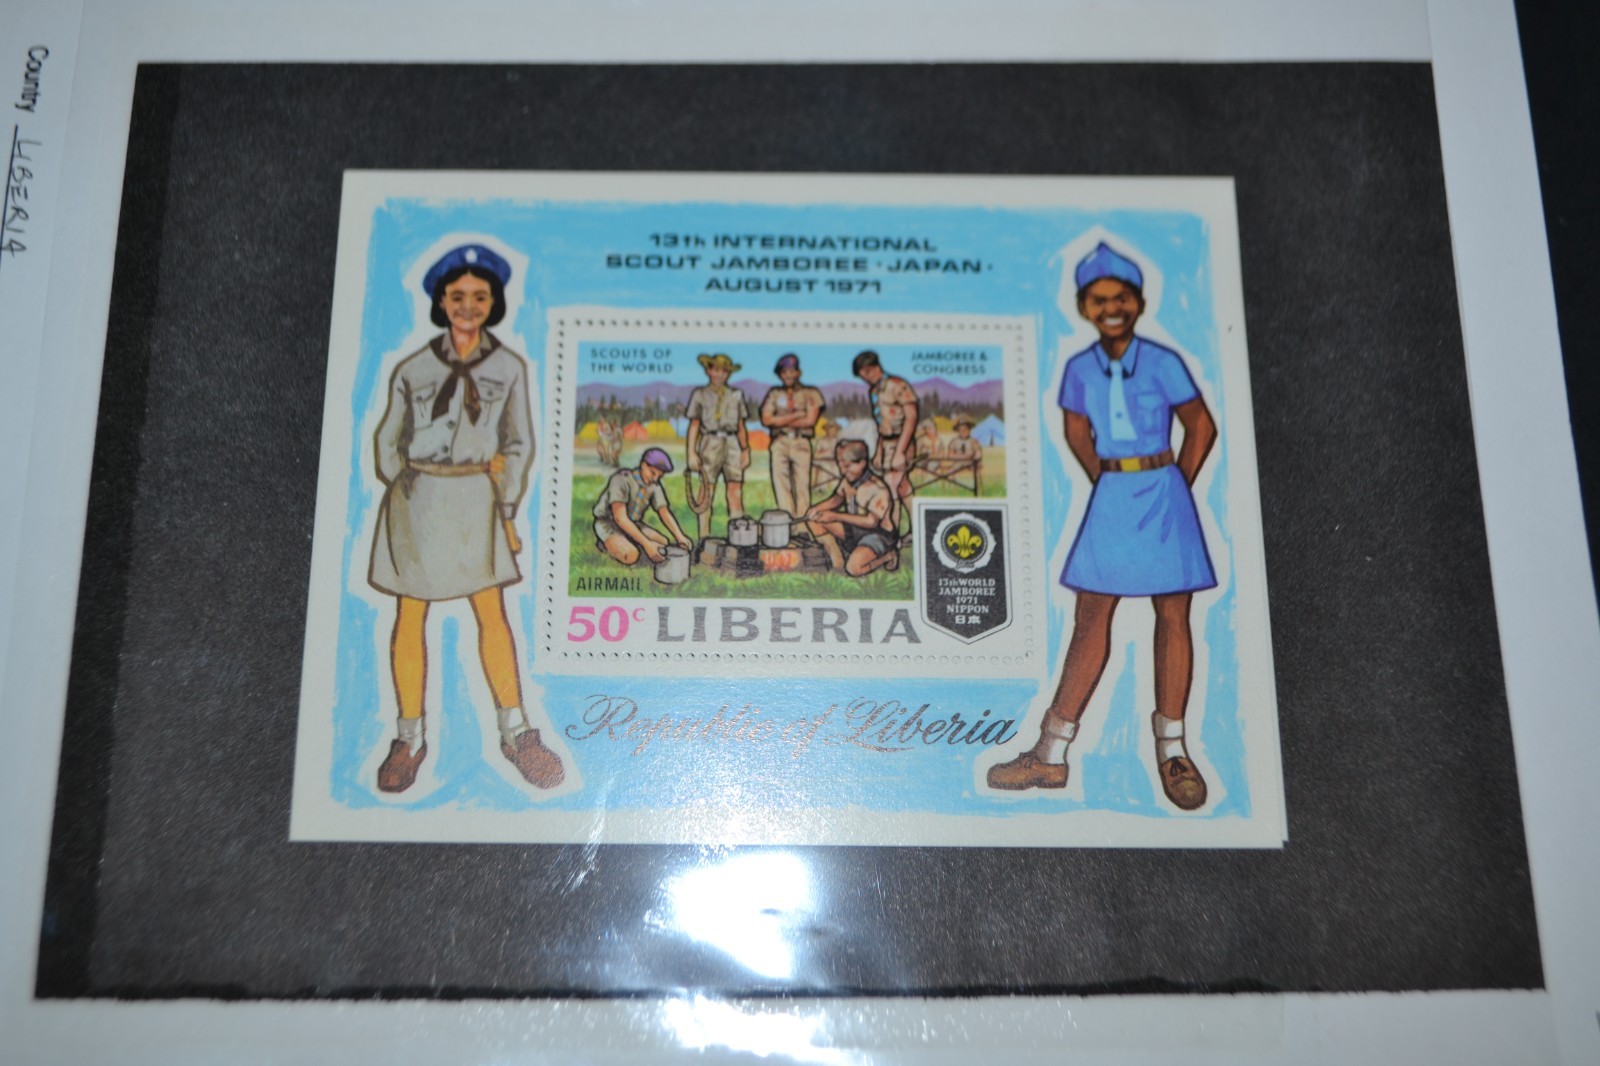 Country LIBERIA
13th INTERNATIONAL
SCOUT JAMBOREE · JAPAN ·
AUGUST 1971
SCOUTS OF
THE WORLD
JAMBOREE &
CONGRESS
AIRMAIL
50c LIBERIA
13th WORLD
JAMBOREE
1971
NIPPON
日本
Republic of Liberia